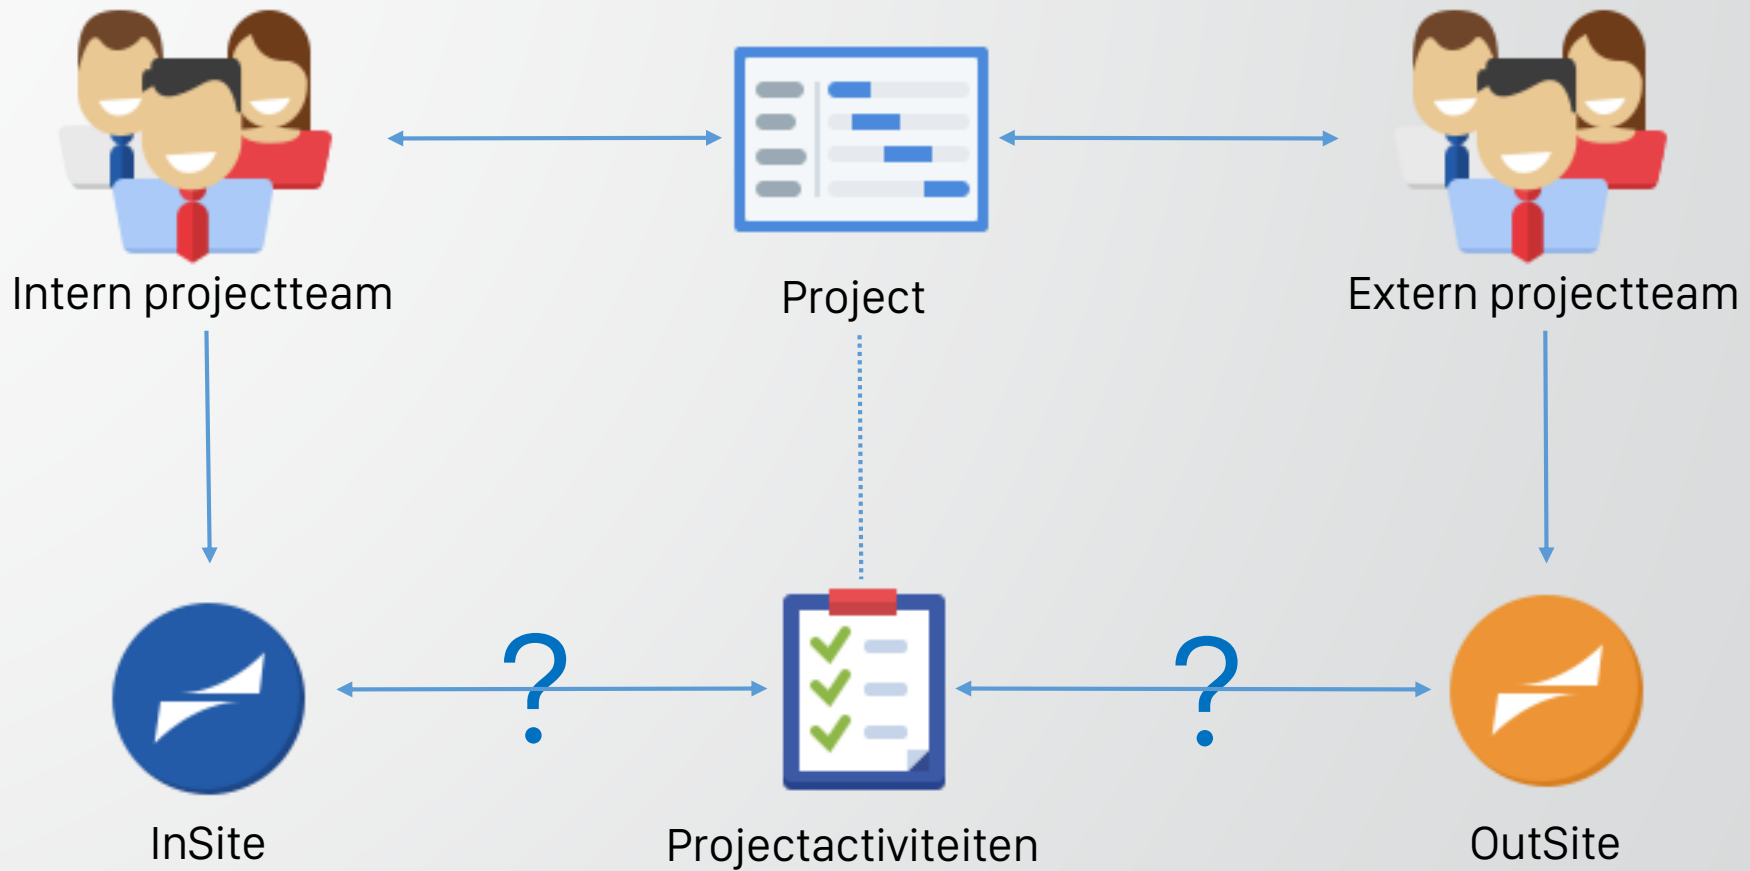 Intern projectteam
Project
Extern projectteam
?
?
InSite
Projectactiviteiten
OutSite